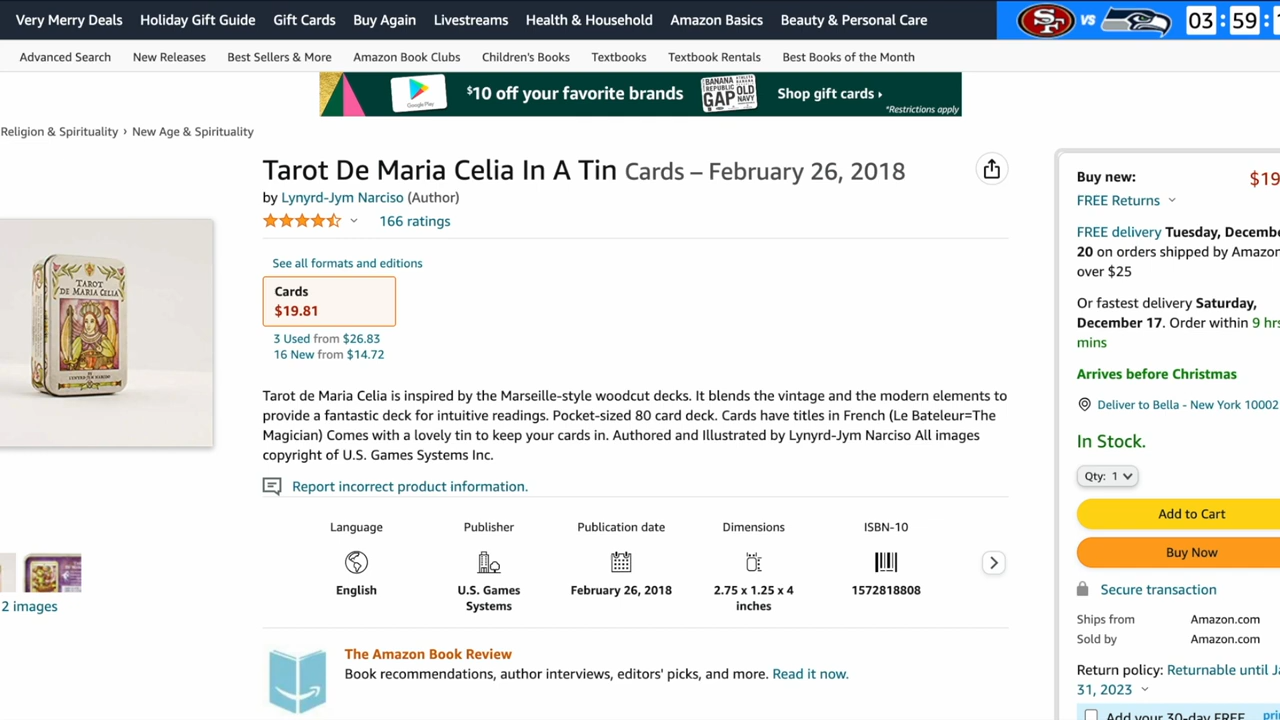 Very Merry Deals Holiday Gift Guide Gift Cards Buy Again Livestreams Health & Household Amazon Basics Beauty & Personal Care VS 03 : 59 :
Advanced Search New Releases Best Sellers & More Amazon Book Clubs Children's Books Textbooks Textbook Rentals Best Books of the Month
Google Play $10 off your favorite brands BANANA REPUBLIC GAP OLD NAVY Shop gift cards ›
*Restrictions apply
Religion & Spirituality › New Age & Spirituality
Tarot De Maria Celia In A Tin Cards – February 26, 2018
by Lynyrd-Jym Narciso (Author)
166 ratings
See all formats and editions
Cards
$19.81
3 Used from $26.83
16 New from $14.72
TAROT
DE MARIA CELIA
Tarot de Maria Celia is inspired by the Marseille-style woodcut decks. It blends the vintage and the modern elements to
provide a fantastic deck for intuitive readings. Pocket-sized 80 card deck. Cards have titles in French (Le Bateleur=The
Magician) Comes with a lovely tin to keep your cards in. Authored and Illustrated by Lynyrd-Jym Narciso All images
copyright of U.S. Games Systems Inc.
Report incorrect product information.
Language Publisher Publication date Dimensions ISBN-10
English U.S. Games February 26, 2018 2.75 x 1.25 x 4 1572818808
Systems inches
2 images
The Amazon Book Review
Book recommendations, author interviews, editors' picks, and more. Read it now.
Buy new: $19
FREE Returns
FREE delivery Tuesday, Decembe
20 on orders shipped by Amazon
over $25
Or fastest delivery Saturday,
December 17. Order within 9 hrs
mins
Arrives before Christmas
Deliver to Bella - New York 10002
In Stock.
Qty: 1
Add to Cart
Buy Now
Secure transaction
Ships from Amazon.com
Sold by Amazon.com
Return policy: Returnable until Ja
31, 2023
Add your 30-day FREE